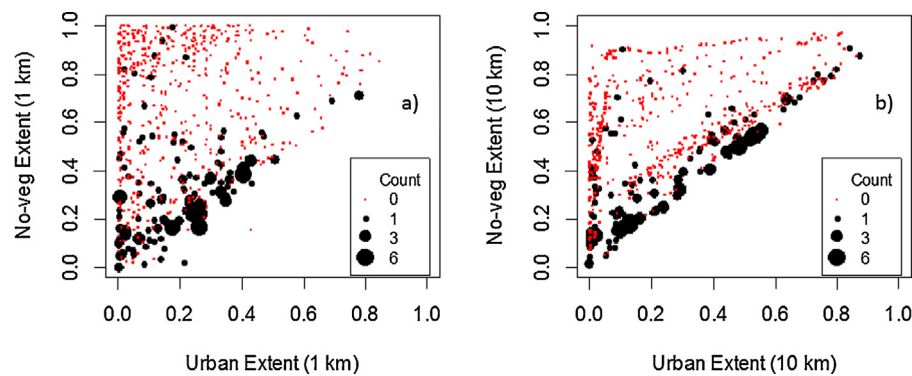 No-veg Extent (1 km)
1.0
0.8
0.6
0.4
0.2
0.0
a)
Count
0
1
3
6
0.0 0.2 0.4 0.6 0.8 1.0
Urban Extent (1 km)
No-veg Extent (10 km)
1.0
0.8
0.6
0.4
0.2
0.0
b)
Count
0
1
3
6
0.0 0.2 0.4 0.6 0.8 1.0
Urban Extent (10 km)